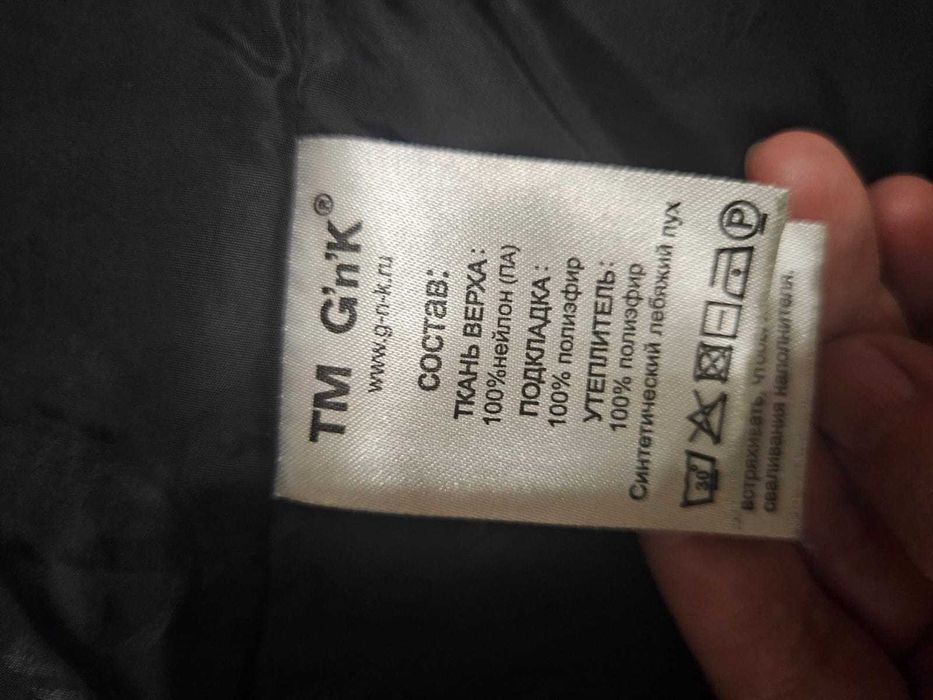 TM G'n'K®
www.g-n-k.ru
состав:
ТКАНЬ ВЕРХА:
100%нейлон (ПА)
ПОДКЛАДКА:
100% полиэфир
УТЕПЛИТЕЛЬ:
100% полиэфир
Синтетический лебяжий пух
30° P
встряхивать, чтобы
сваливания наполнителя.